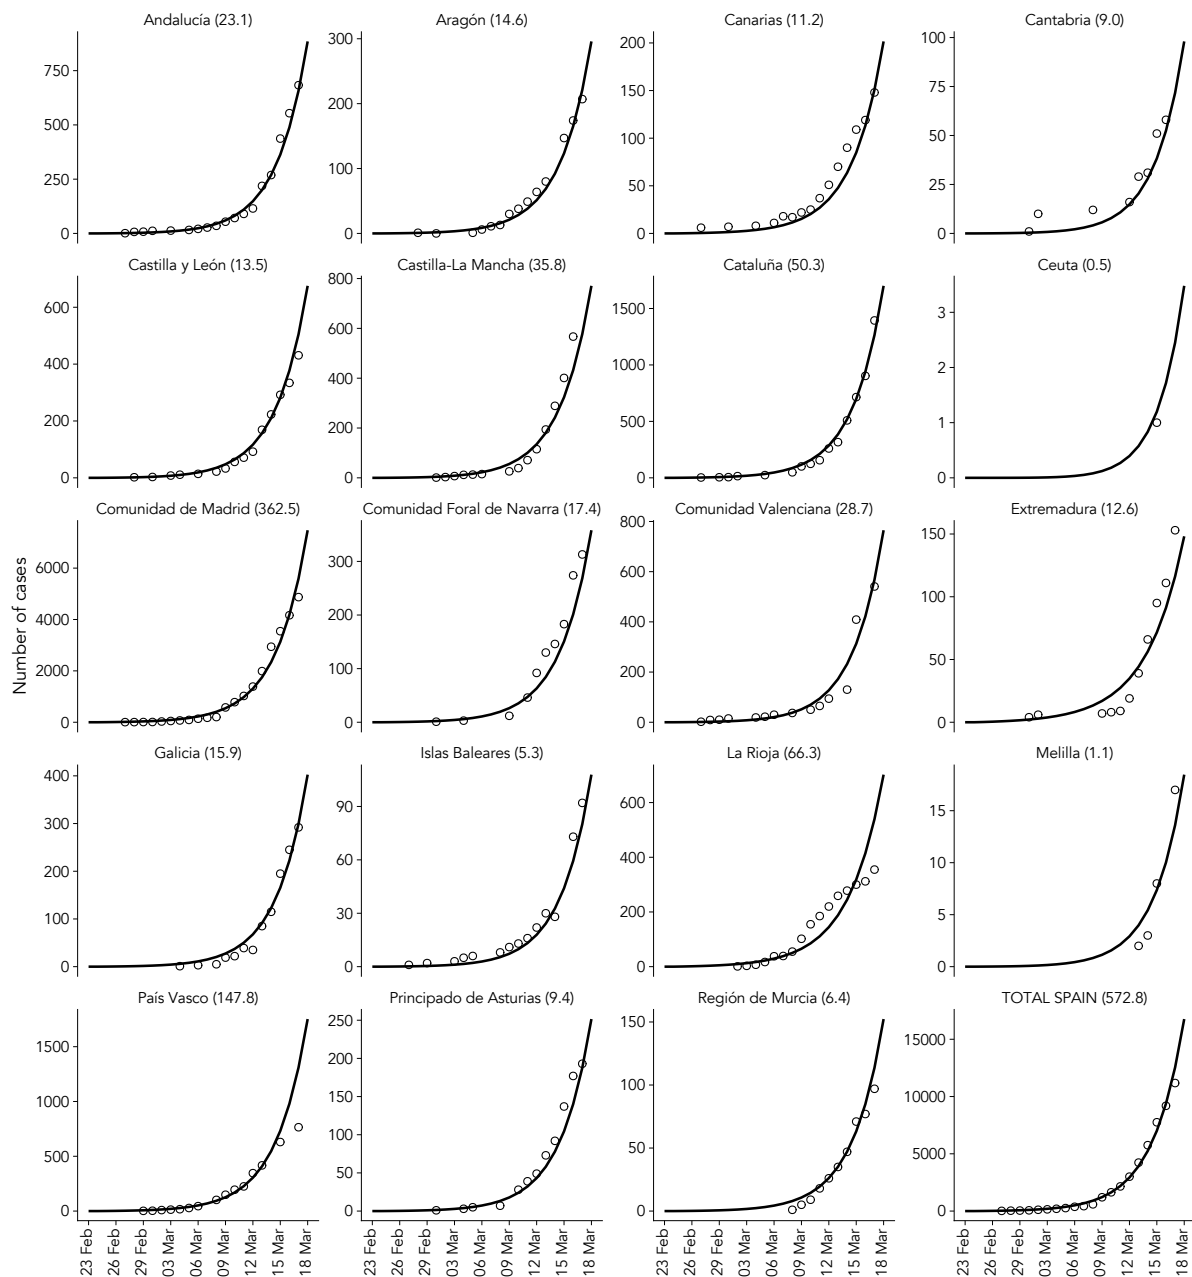 Andalucía (23.1)
Aragón (14.6)
Canarias (11.2)
Cantabria (9.0)
750
500
250
0
300
200
100
0
200
150
100
50
0
100
75
50
25
0
Castilla y León (13.5)
Castilla-La Mancha (35.8)
Cataluña (50.3)
Ceuta (0.5)
600
400
200
0
800
600
400
200
0
1500
1000
500
0
3
2
1
0
Comunidad de Madrid (362.5)
Comunidad Foral de Navarra (17.4)
Comunidad Valenciana (28.7)
Extremadura (12.6)
Number of cases
6000
4000
2000
0
300
200
100
0
800
600
400
200
0
150
100
50
0
Galicia (15.9)
Islas Baleares (5.3)
La Rioja (66.3)
Melilla (1.1)
400
300
200
100
0
90
60
30
0
600
400
200
0
15
10
5
0
País Vasco (147.8)
Principado de Asturias (9.4)
Región de Murcia (6.4)
TOTAL SPAIN (572.8)
1500
1000
500
0
250
200
150
100
50
0
150
100
50
0
15000
10000
5000
0
23 Feb
26 Feb
29 Feb
03 Mar
06 Mar
09 Mar
12 Mar
15 Mar
18 Mar
23 Feb
26 Feb
29 Feb
03 Mar
06 Mar
09 Mar
12 Mar
15 Mar
18 Mar
23 Feb
26 Feb
29 Feb
03 Mar
06 Mar
09 Mar
12 Mar
15 Mar
18 Mar
23 Feb
26 Feb
29 Feb
03 Mar
06 Mar
09 Mar
12 Mar
15 Mar
18 Mar